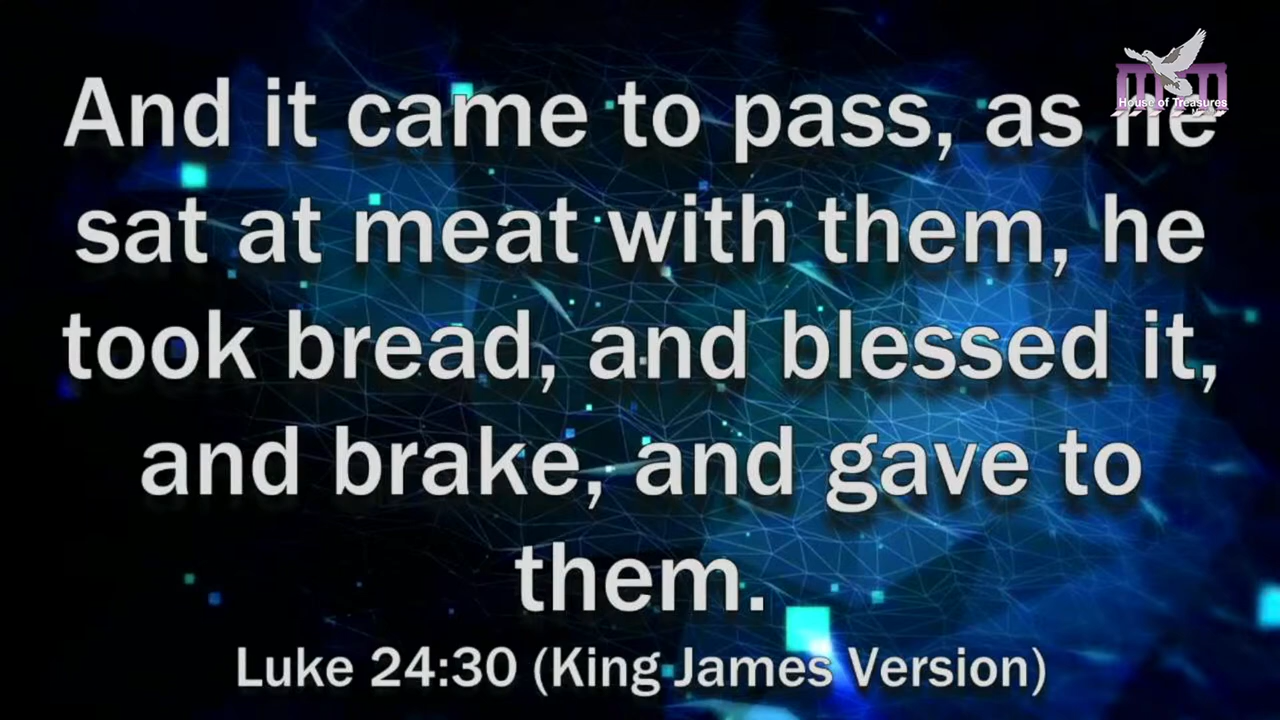 And it came to pass, as he
sat at meat with them, he
took bread, and blessed it,
and brake, and gave to
them.
Luke 24:30 (King James Version)
House of Treasures